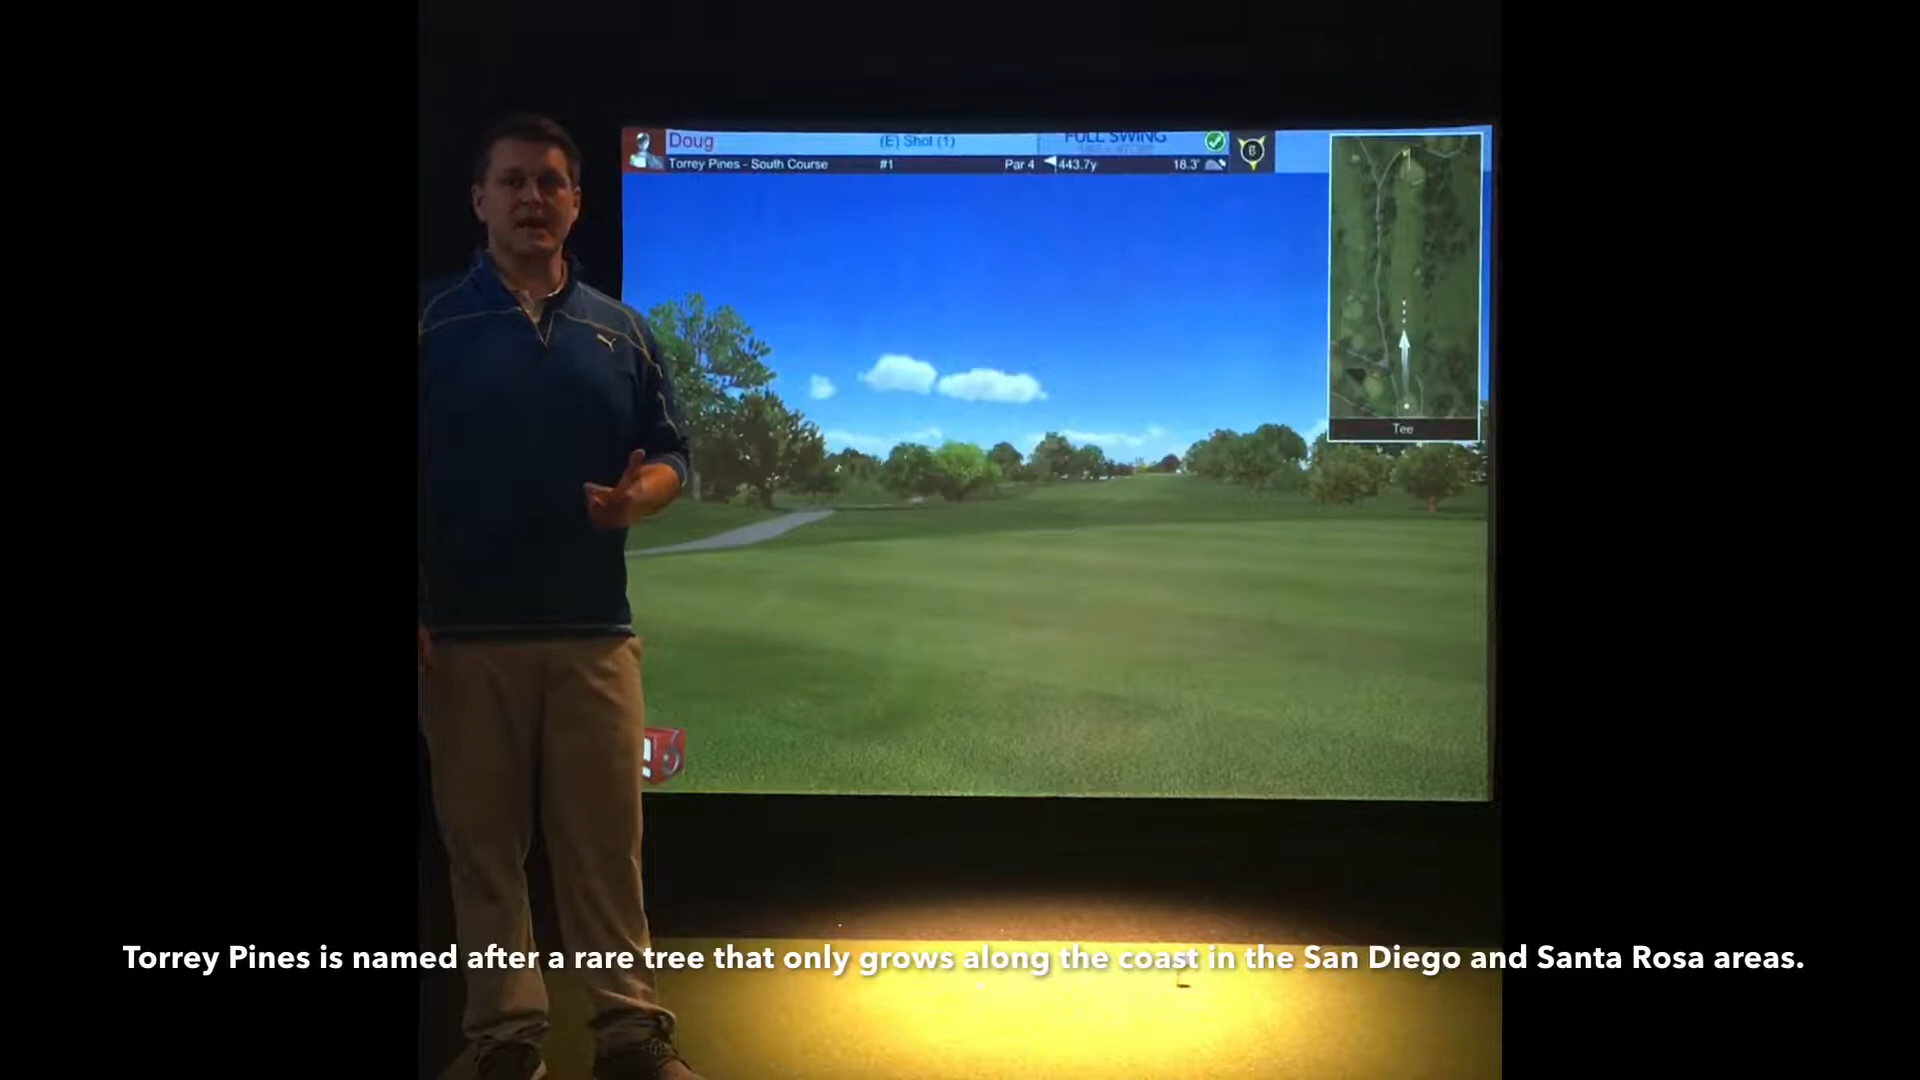 Doug (E) Shot (1) FULL SWING
Torrey Pines - South Course #1 Par 4 443.7y 18.3'
Tee
Torrey Pines is named after a rare tree that only grows along the coast in the San Diego and Santa Rosa areas.